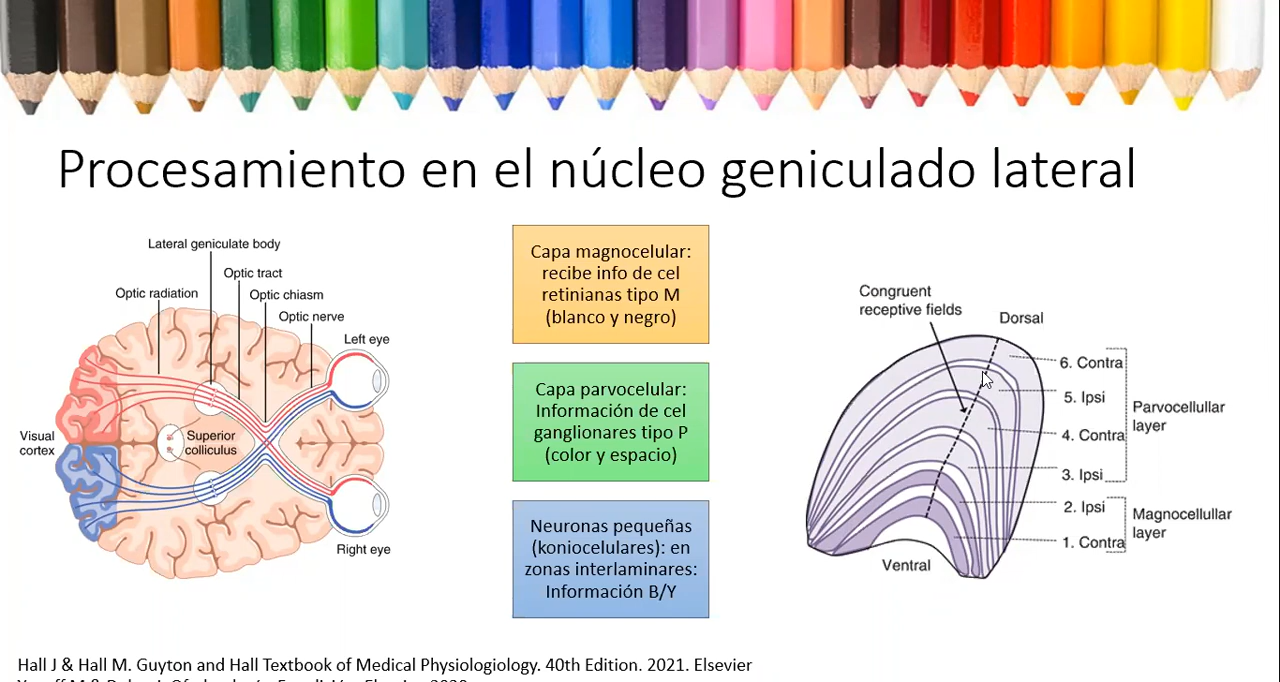 Procesamiento en el núcleo geniculado lateral
Lateral geniculate body
Optic tract
Optic radiation
Optic chiasm
Optic nerve
Left eye
Visual
cortex
Superior
colliculus
Right eye
Capa magnocelular:
recibe info de cel
retinianas tipo M
(blanco y negro)
Capa parvocelular:
Información de cel
ganglionares tipo P
(color y espacio)
Neuronas pequeñas
(koniocelulares): en
zonas interlaminares:
Información B/Y
Congruent
receptive fields
Dorsal
6. Contra
5. Ipsi
4. Contra
3. Ipsi
2. Ipsi
1. Contra
Parvocellullar
layer
Magnocellullar
layer
Ventral
Hall J & Hall M. Guyton and Hall Textbook of Medical Physiologiology. 40th Edition. 2021. Elsevier